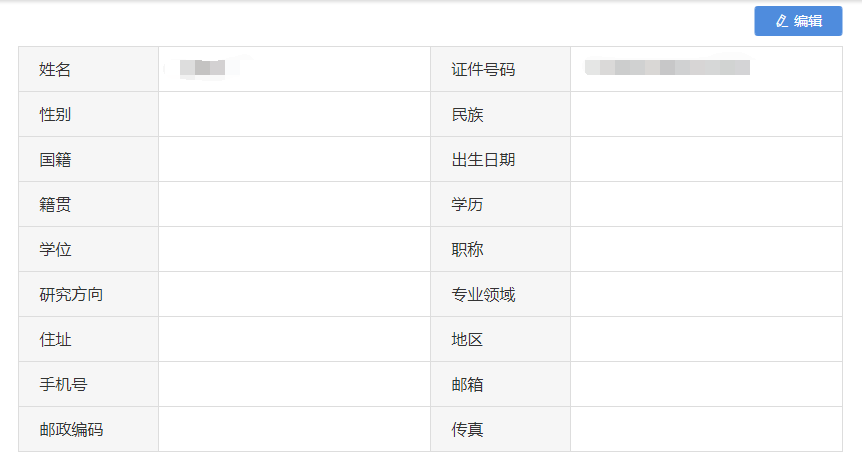 编辑
姓名 证件号码
性别 民族
国籍 出生日期
籍贯 学历
学位 职称
研究方向 专业领域
住址 地区
手机号 邮箱
邮政编码 传真